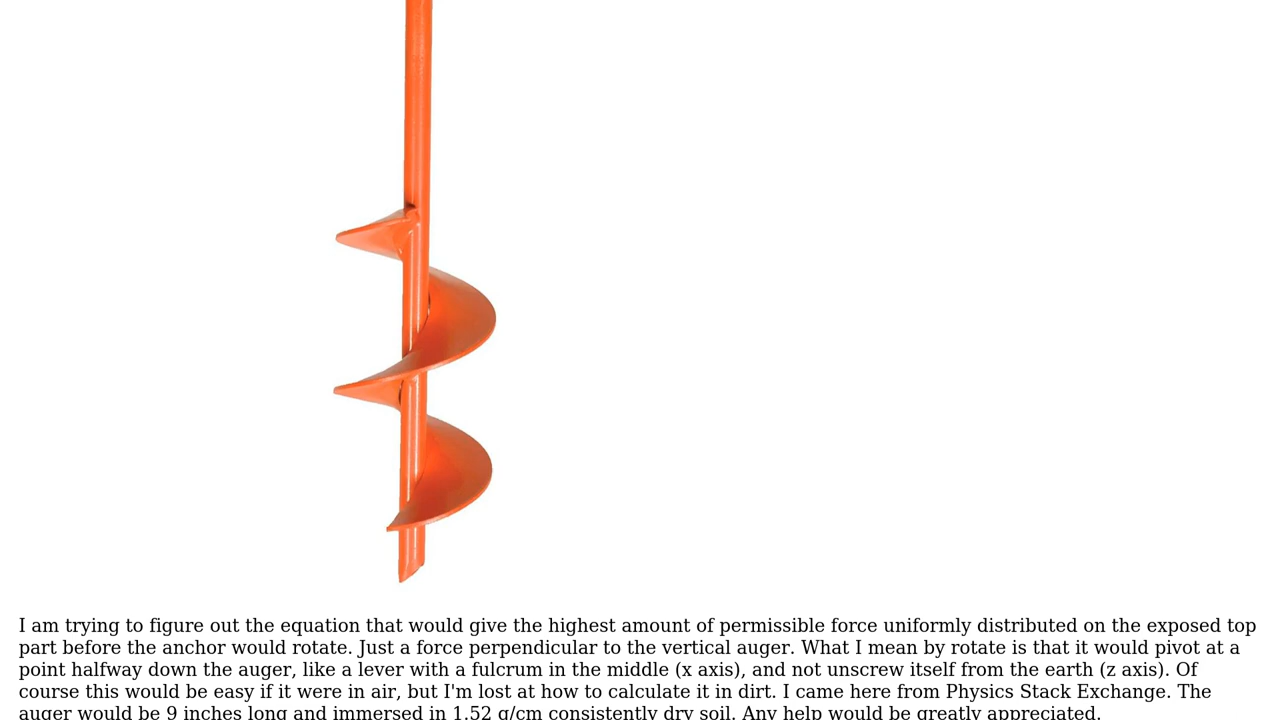 I am trying to figure out the equation that would give the highest amount of permissible force uniformly distributed on the exposed top
part before the anchor would rotate. Just a force perpendicular to the vertical auger. What I mean by rotate is that it would pivot at a
point halfway down the auger, like a lever with a fulcrum in the middle (x axis), and not unscrew itself from the earth (z axis). Of
course this would be easy if it were in air, but I'm lost at how to calculate it in dirt. I came here from Physics Stack Exchange. The
auger would be 9 inches long and immersed in 1.52 g/cm consistently dry soil. Any help would be greatly appreciated.